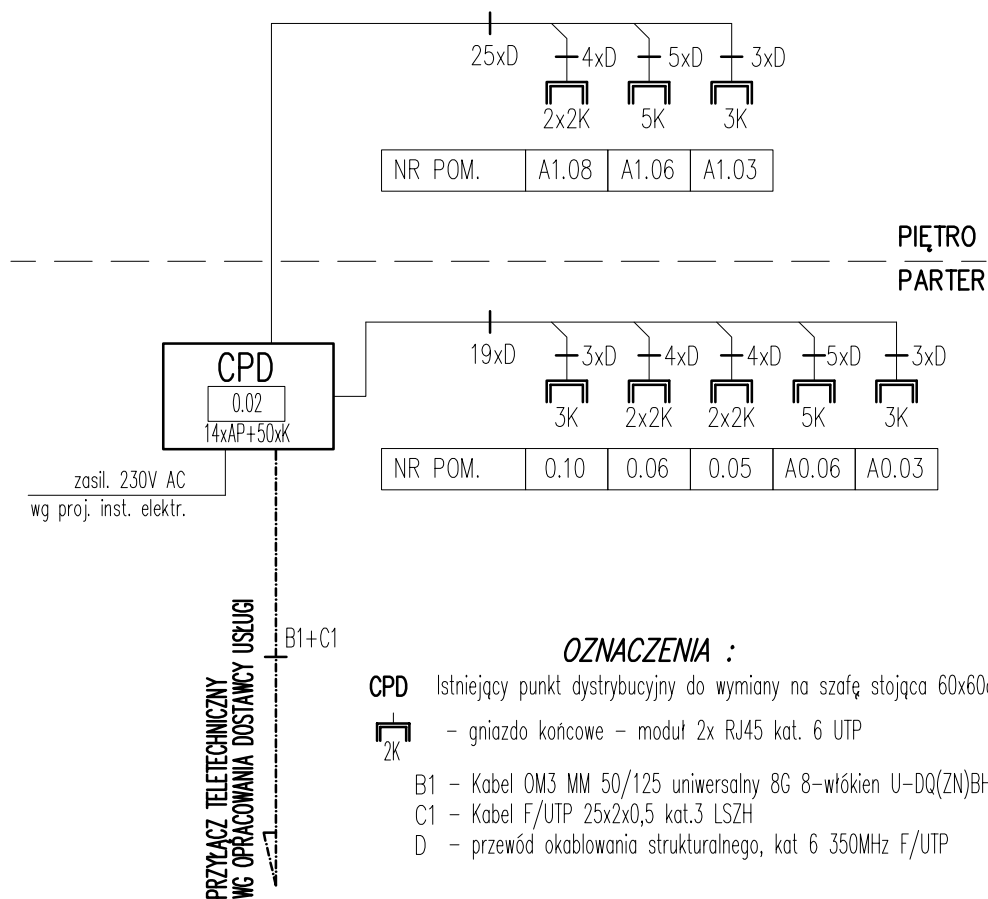 25xD 4xD 5xD 3xD
2x2K 5K 3K
NR POM. A1.08 A1.06 A1.03
PIĘTRO
PARTER
19xD 3xD 4xD 4xD 5xD 3xD
3K 2x2K 2x2K 5K 3K
NR POM. 0.10 0.06 0.05 A0.06 A0.03
CPD
0.02
14xAP+50xK
zasil. 230V AC
wg proj. inst. elektr.
B1+C1
PRZYŁĄCZ TELETECHNICZNY
WG OPRACOWANIA DOSTAWCY USŁUGI
OZNACZENIA :
CPD Istniejący punkt dystrybucyjny do wymiany na szafę stojąca 60x60
2K – gniazdo końcowe – moduł 2x RJ45 kat. 6 UTP
B1 – Kabel OM3 MM 50/125 uniwersalny 8G 8–włókien U–DQ(ZN)BH
C1 – Kabel F/UTP 25x2x0,5 kat.3 LSZH
D – przewód okablowania strukturalnego, kat 6 350MHz F/UTP